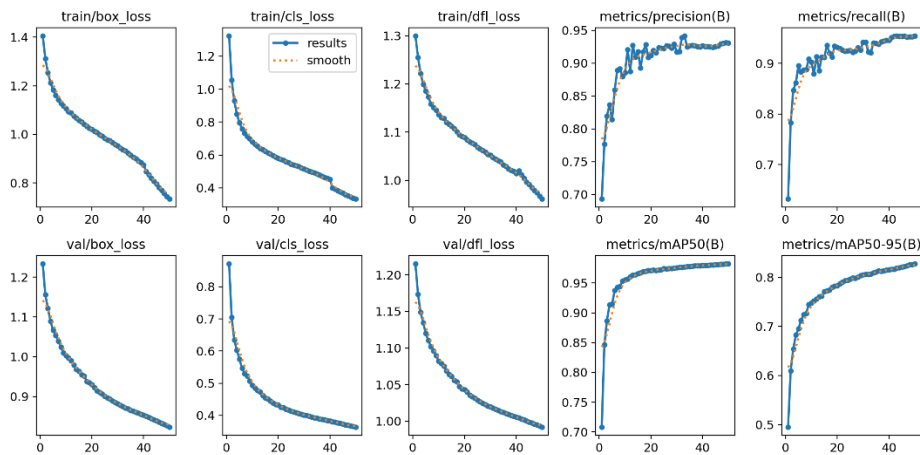 train/box_loss
train/cls_loss
train/dfl_loss
metrics/precision(B)
metrics/recall(B)
1.4
1.2
1.0
0.8
0 20 40
1.2
1.0
0.8
0.6
0.4
0 20 40
results
smooth
1.3
1.2
1.1
1.0
0 20 40
0.95
0.90
0.85
0.80
0.75
0.70
0 20 40
0.9
0.8
0.7
0 20 40
val/box_loss
val/cls_loss
val/dfl_loss
metrics/mAP50(B)
metrics/mAP50-95(B)
1.2
1.1
1.0
0.9
0 20 40
0.8
0.7
0.6
0.5
0.4
0 20 40
1.20
1.15
1.10
1.05
1.00
0 20 40
0.95
0.90
0.85
0.80
0.75
0.70
0 20 40
0.8
0.7
0.6
0.5
0 20 40